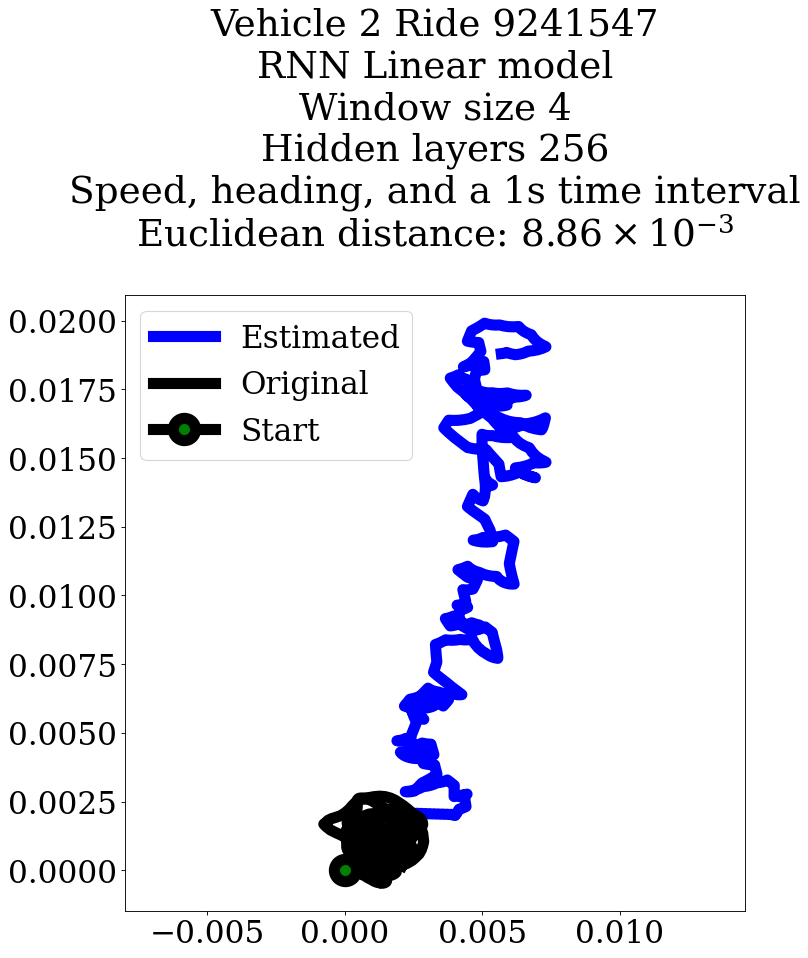 Vehicle 2 Ride 9241547
RNN Linear model
Window size 4
Hidden layers 256
Speed, heading, and a 1s time interval
Euclidean distance: 8.86 × 10⁻³
Estimated
Original
Start
0.0200
0.0175
0.0150
0.0125
0.0100
0.0075
0.0050
0.0025
0.0000
−0.005 0.000 0.005 0.010